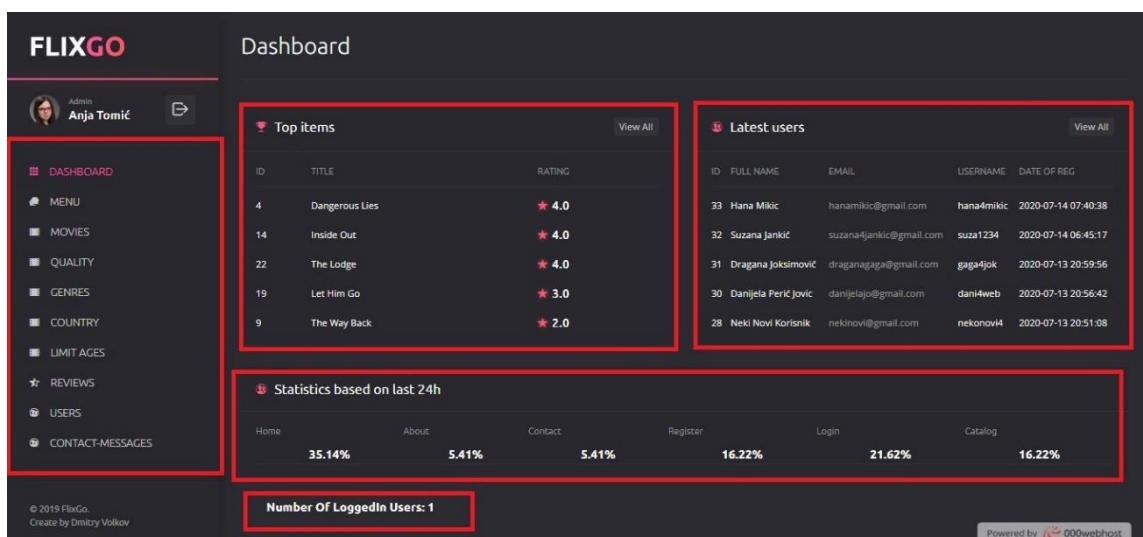 FLIXGO
Admin
Anja Tomić
DASHBOARD
MENU
MOVIES
QUALITY
GENRES
COUNTRY
LIMIT AGES
REVIEWS
USERS
CONTACT-MESSAGES
© 2019 FlixGo.
Create by Dmitry Volkov
Dashboard
Top items View All
ID TITLE RATING
4 Dangerous Lies 4.0
14 Inside Out 4.0
22 The Lodge 4.0
19 Let Him Go 3.0
9 The Way Back 2.0
Latest users View All
ID FULL NAME EMAIL USERNAME DATE OF REG
33 Hana Mikic hanamikic@gmail.com hana4mikic 2020-07-14 07:40:38
32 Suzana Jankić suzana4jankic@gmail.com suza1234 2020-07-14 06:45:17
31 Dragana Joksimović draganagaga@gmail.com gaga4jok 2020-07-13 20:59:56
30 Danijela Perić Jovic danijelajo@gmail.com dani4web 2020-07-13 20:56:42
28 Neki Novi Korisnik nekinovi@gmail.com nekonovi4 2020-07-13 20:51:08
Statistics based on last 24h
Home About Contact Register Login Catalog
35.14% 5.41% 5.41% 16.22% 21.62% 16.22%
Number Of LoggedIn Users: 1
Powered by 000webhost